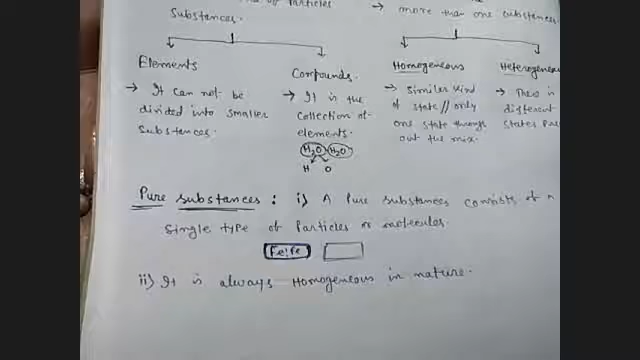 of Particles
Substances.
→ more than one substances.
Elements
→ It can not be
divided into smaller
substances.
Compounds.
→ It is the
collection of
elements.
H2O H2O
H O
Homogeneous
→ Similar kind
of state // only
one state through
out the mix.
Heterogeneous
→ different
states
Pure substances : i) A Pure substances consists of a
single type of Particles or molecules.
Fe Fe
ii) It is always Homogeneous in nature.